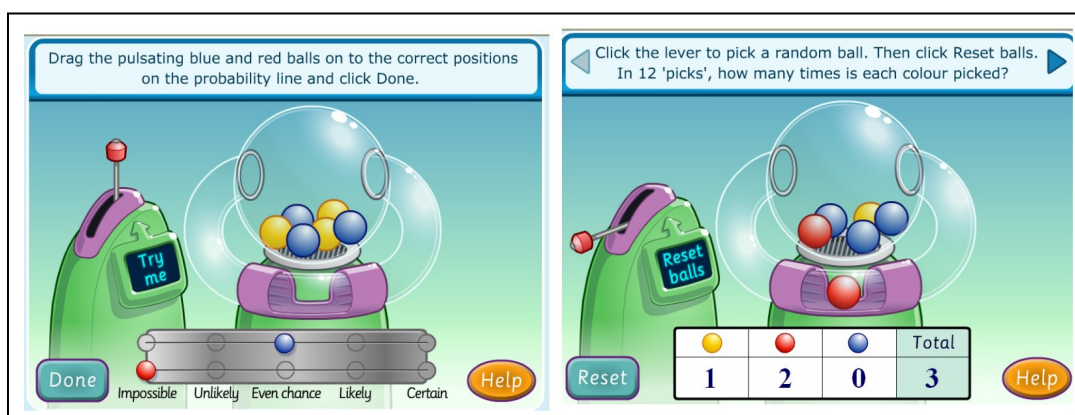 Drag the pulsating blue and red balls on to the correct positions
on the probability line and click Done.
Try
me
Done
Impossible Unlikely Even chance Likely Certain
Help
Click the lever to pick a random ball. Then click Reset balls.
In 12 'picks', how many times is each colour picked?
Reset
balls
Total
1 2 0 3
Reset
Help